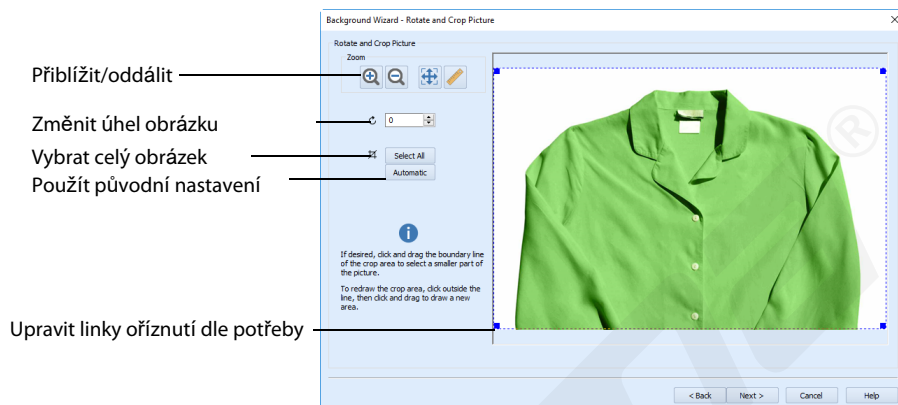 Background Wizard - Rotate and Crop Picture
Rotate and Crop Picture
Zoom
Přiblížit/oddálit
Změnit úhel obrázku
0
Vybrat celý obrázek
Select All
Použít původní nastavení
Automatic
If desired, click and drag the boundary line
of the crop area to select a smaller part of
the picture.
To redraw the crop area, click outside the
line, then click and drag to draw a new
area.
Upravit linky oříznutí dle potřeby
< Back
Next >
Cancel
Help
®